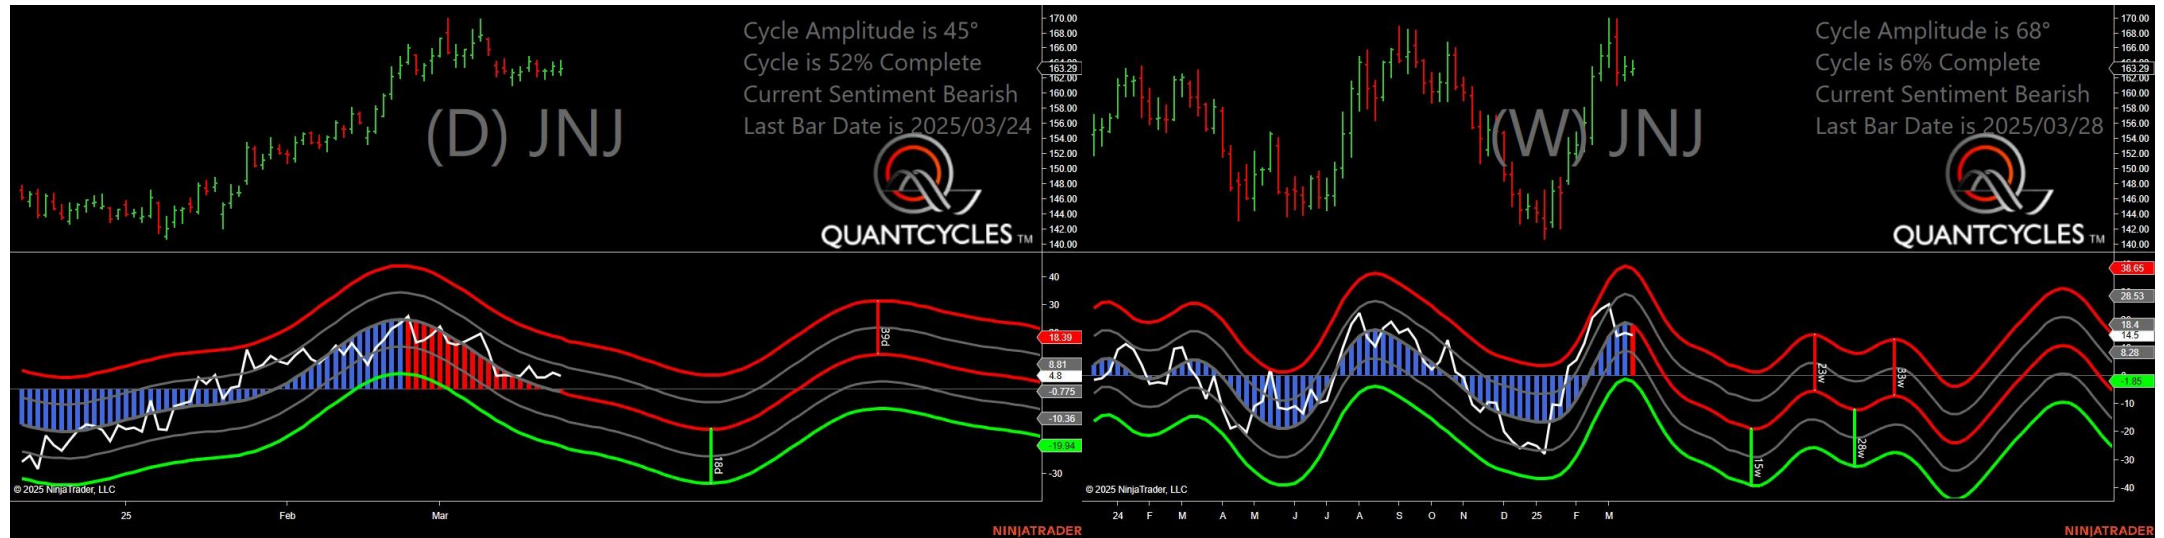 Cycle Amplitude is 45°
Cycle is 52% Complete
Current Sentiment Bearish
Last Bar Date is 2025/03/24
(D) JNJ
QUANTCYCLES TM
170.00
168.00
166.00
163.29
162.00
160.00
158.00
156.00
154.00
152.00
150.00
148.00
146.00
144.00
142.00
140.00
40
30
18.39
8.81
4.8
-0.775
-10.36
-19.94
-30
39d
18d
© 2025 NinjaTrader, LLC
25 Feb Mar
NINJATRADER
Cycle Amplitude is 68°
Cycle is 6% Complete
Current Sentiment Bearish
Last Bar Date is 2025/03/28
(W) JNJ
QUANTCYCLES TM
170.00
168.00
166.00
163.29
162.00
160.00
158.00
156.00
154.00
152.00
150.00
148.00
146.00
144.00
142.00
140.00
38.65
28.53
18.4
14.5
8.28
-1.85
-10
-20
-30
-40
23w
33w
15w
28w
© 2025 NinjaTrader, LLC
24 F M A M J J A S O N D 25 F M
NINJATRADER